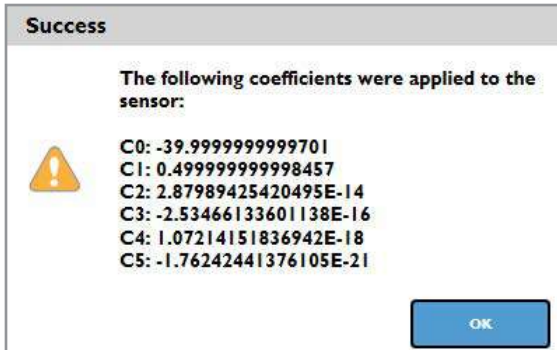 Success
The following coefficients were applied to the
sensor:
C0: -39.9999999999701
C1: 0.499999999998457
C2: 2.87989425420495E-14
C3: -2.53466133601138E-16
C4: 1.07214151836942E-18
C5: -1.76242441376105E-21
OK